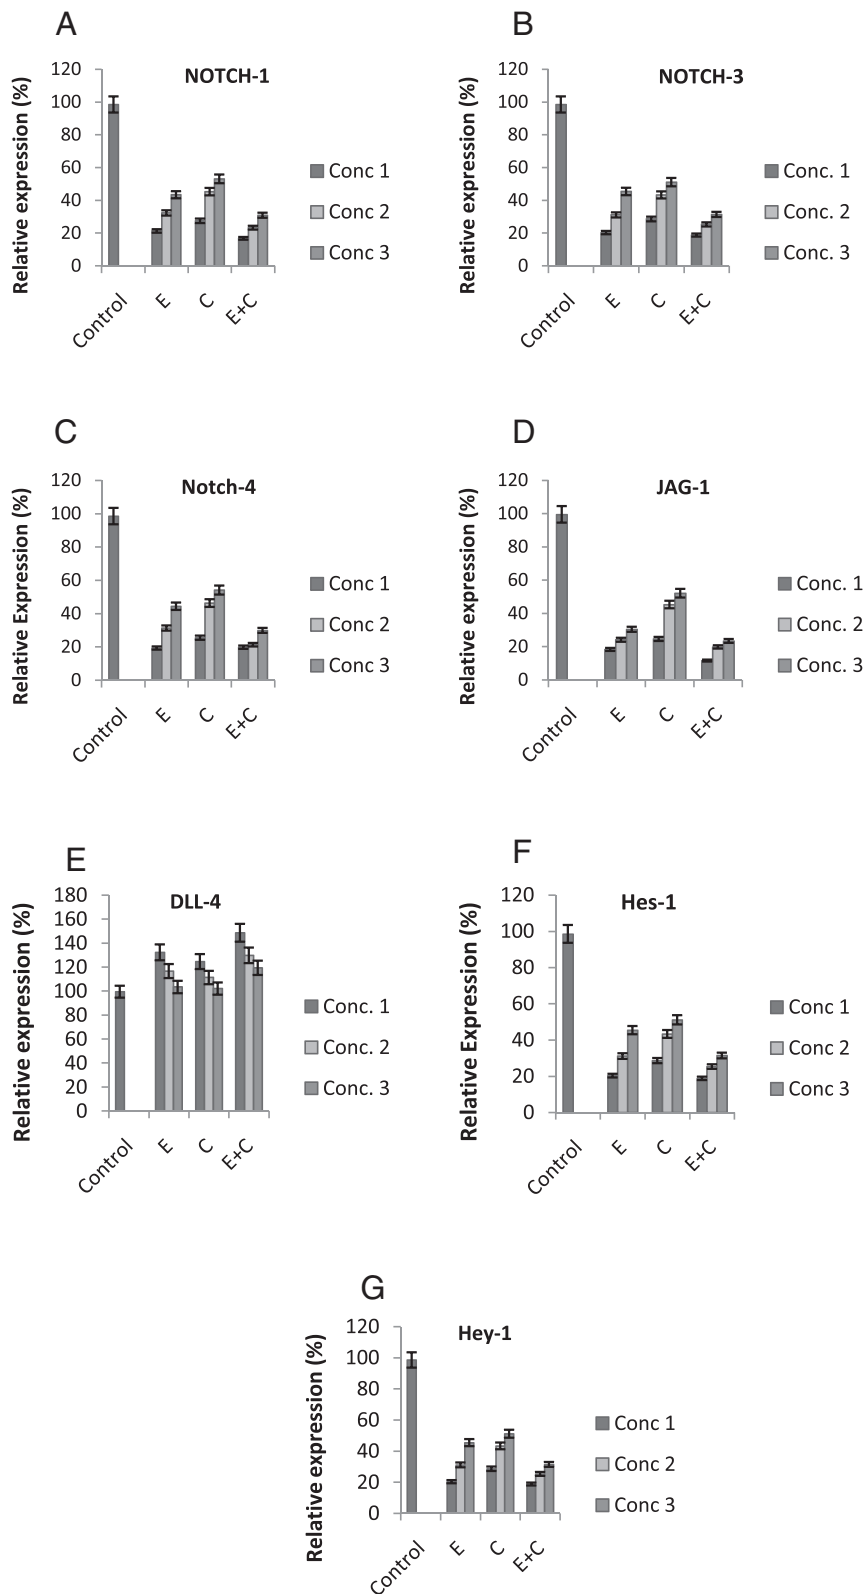 A
NOTCH-1
Relative expression (%)
120
100
80
60
40
20
0
Control
E
C
E+C
Conc 1
Conc 2
Conc 3
B
NOTCH-3
Relative expression (%)
120
100
80
60
40
20
0
Control
E
C
E+C
Conc. 1
Conc. 2
Conc. 3
C
Notch-4
Relative Expression (%)
120
100
80
60
40
20
0
Control
E
C
E+C
Conc 1
Conc 2
Conc 3
D
JAG-1
Relative expression (%)
120
100
80
60
40
20
0
Control
E
C
E+C
Conc. 1
Conc. 2
Conc. 3
E
DLL-4
Relative expression (%)
180
160
140
120
100
80
60
40
20
0
Control
E
C
E+C
Conc. 1
Conc. 2
Conc. 3
F
Hes-1
Relative Expression (%)
120
100
80
60
40
20
0
Control
E
C
E+C
Conc 1
Conc 2
Conc 3
G
Hey-1
Relative expression (%)
120
100
80
60
40
20
0
Control
E
C
E+C
Conc 1
Conc 2
Conc 3